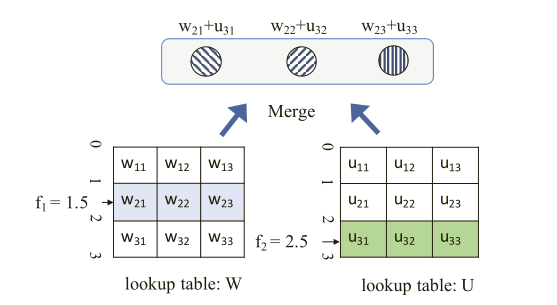 w21+u31 w22+u32 w23+u33
Merge
0 0
w11 w12 w13 u11 u12 u13
1 1
f1 = 1.5 w21 w22 w23 u21 u22 u23
2 2
w31 w32 w33 f2 = 2.5 u31 u32 u33
3 3
lookup table: W lookup table: U